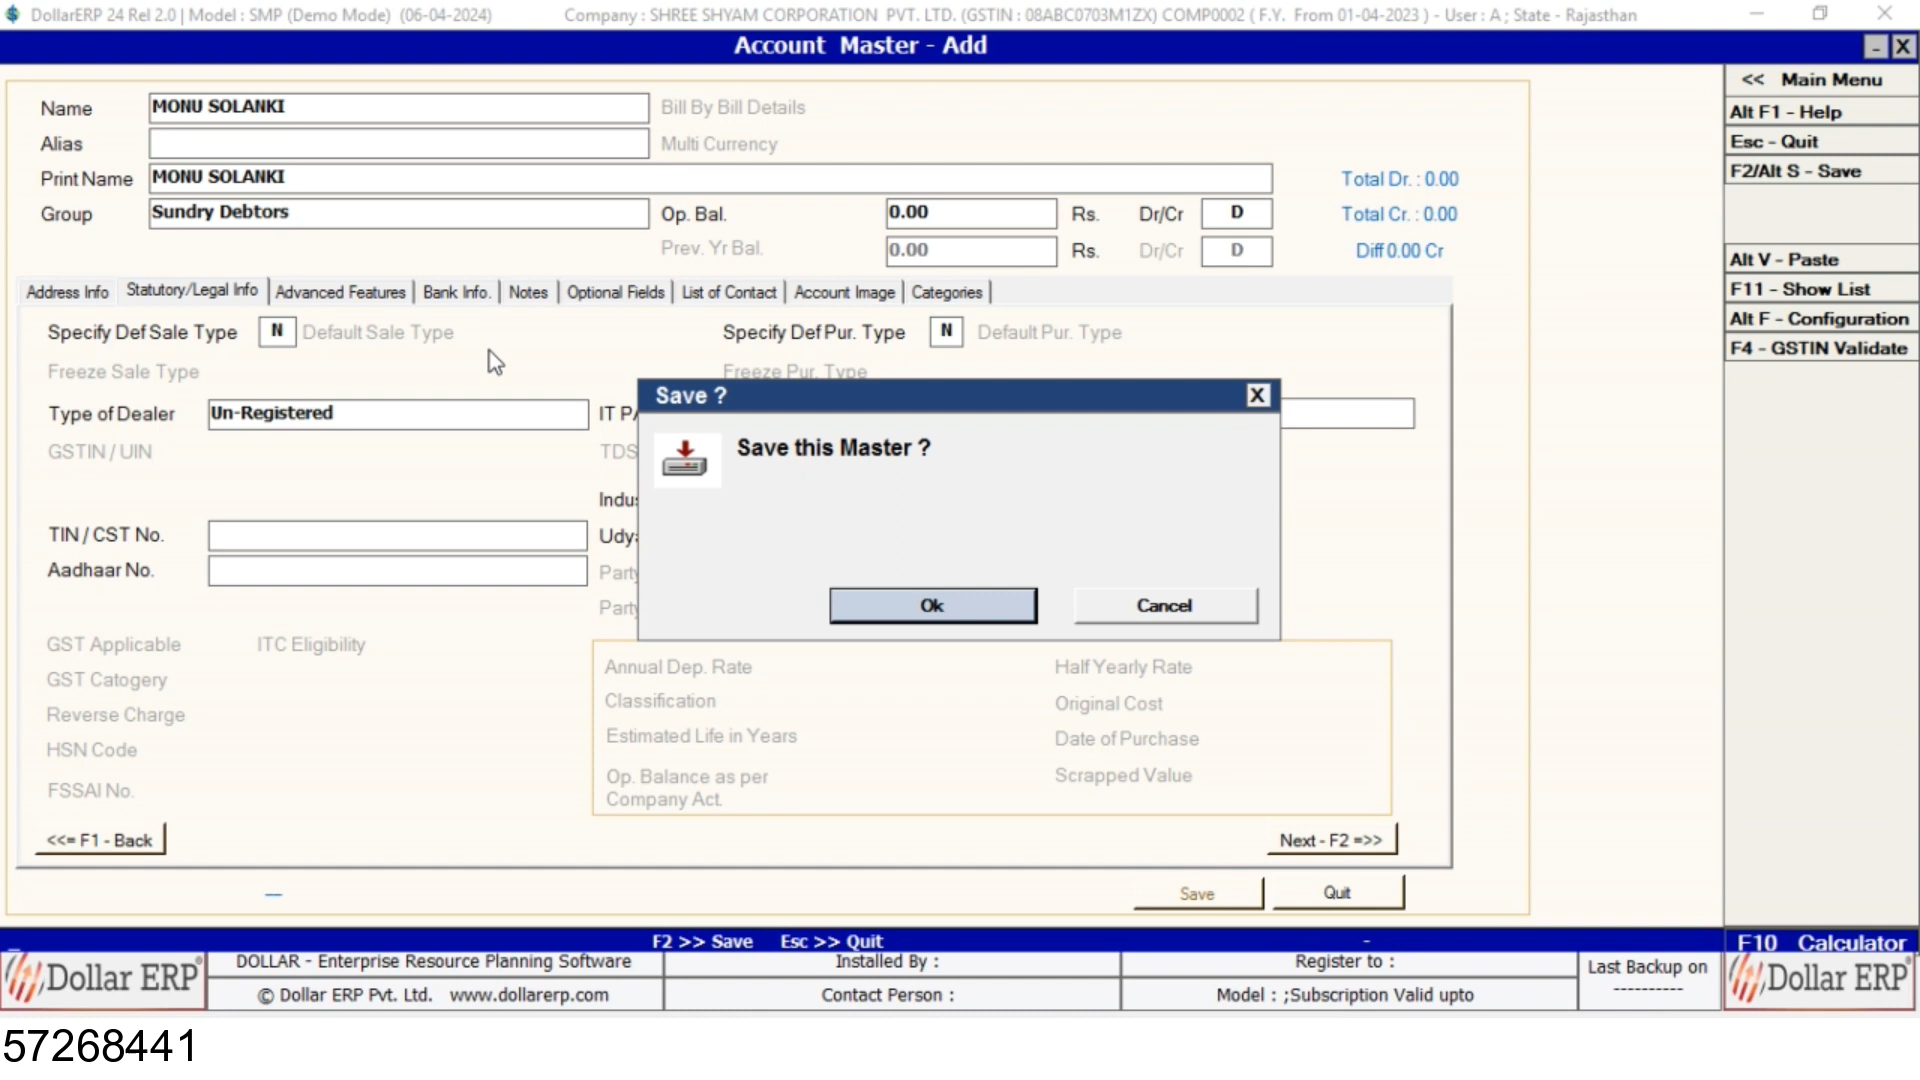 DollarERP 24 Rel 2.0 | Model : SMP (Demo Mode) (06-04-2024) Company : SHREE SHYAM CORPORATION PVT. LTD. (GSTIN : 08ABC0703M1ZX) COMP0002 ( F.Y. From 01-04-2023 ) - User : A ; State - Rajasthan
Account Master - Add - X
<< Main Menu
Name MONU SOLANKI Bill By Bill Details
Alt F1 - Help
Alias Multi Currency
Esc - Quit
Print Name MONU SOLANKI Total Dr. : 0.00
F2/Alt S - Save
Group Sundry Debtors Op. Bal. 0.00 Rs. Dr/Cr D Total Cr. : 0.00
Prev. Yr Bal. 0.00 Rs. Dr/Cr D Diff 0.00 Cr
Alt V - Paste
Address Info Statutory/Legal Info Advanced Features Bank Info. Notes Optional Fields List of Contact Account Image Categories
F11 - Show List
Alt F - Configuration
Specify Def Sale Type N Default Sale Type Specify Def Pur. Type N Default Pur. Type
F4 - GSTIN Validate
Freeze Sale Type Freeze Pur. Type
Save ? X
Type of Dealer Un-Registered IT PA
GSTIN / UIN TDS
Save this Master ?
Indus
TIN / CST No. Udya
Aadhaar No. Party
Party
Ok Cancel
GST Applicable ITC Eligibility
Annual Dep. Rate Half Yearly Rate
GST Catogery
Classification Original Cost
Reverse Charge
Estimated Life in Years Date of Purchase
HSN Code
Op. Balance as per Scrapped Value
FSSAI No.
Company Act.
<<= F1 - Back Next - F2 =>>
Save Quit
F2 >> Save Esc >> Quit -
F10 Calculator
Dollar ERP DOLLAR - Enterprise Resource Planning Software Installed By : Register to : Last Backup on Dollar ERP
© Dollar ERP Pvt. Ltd. www.dollarerp.com Contact Person : Model : ;Subscription Valid upto ----------
57268441